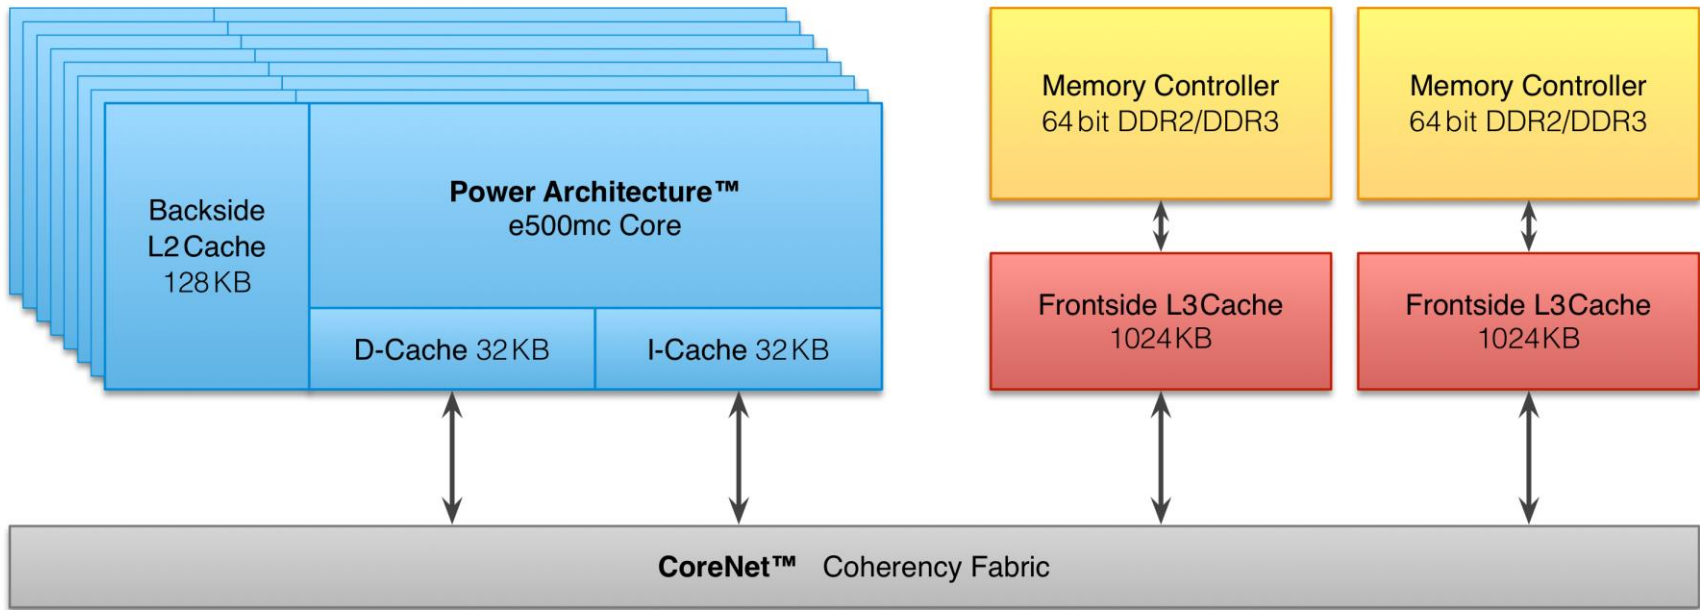 Backside
L2 Cache
128 KB
Power Architecture™
e500mc Core
D-Cache 32 KB
I-Cache 32 KB
Memory Controller
64 bit DDR2/DDR3
Memory Controller
64 bit DDR2/DDR3
Frontside L3 Cache
1024 KB
Frontside L3 Cache
1024 KB
CoreNet™ Coherency Fabric